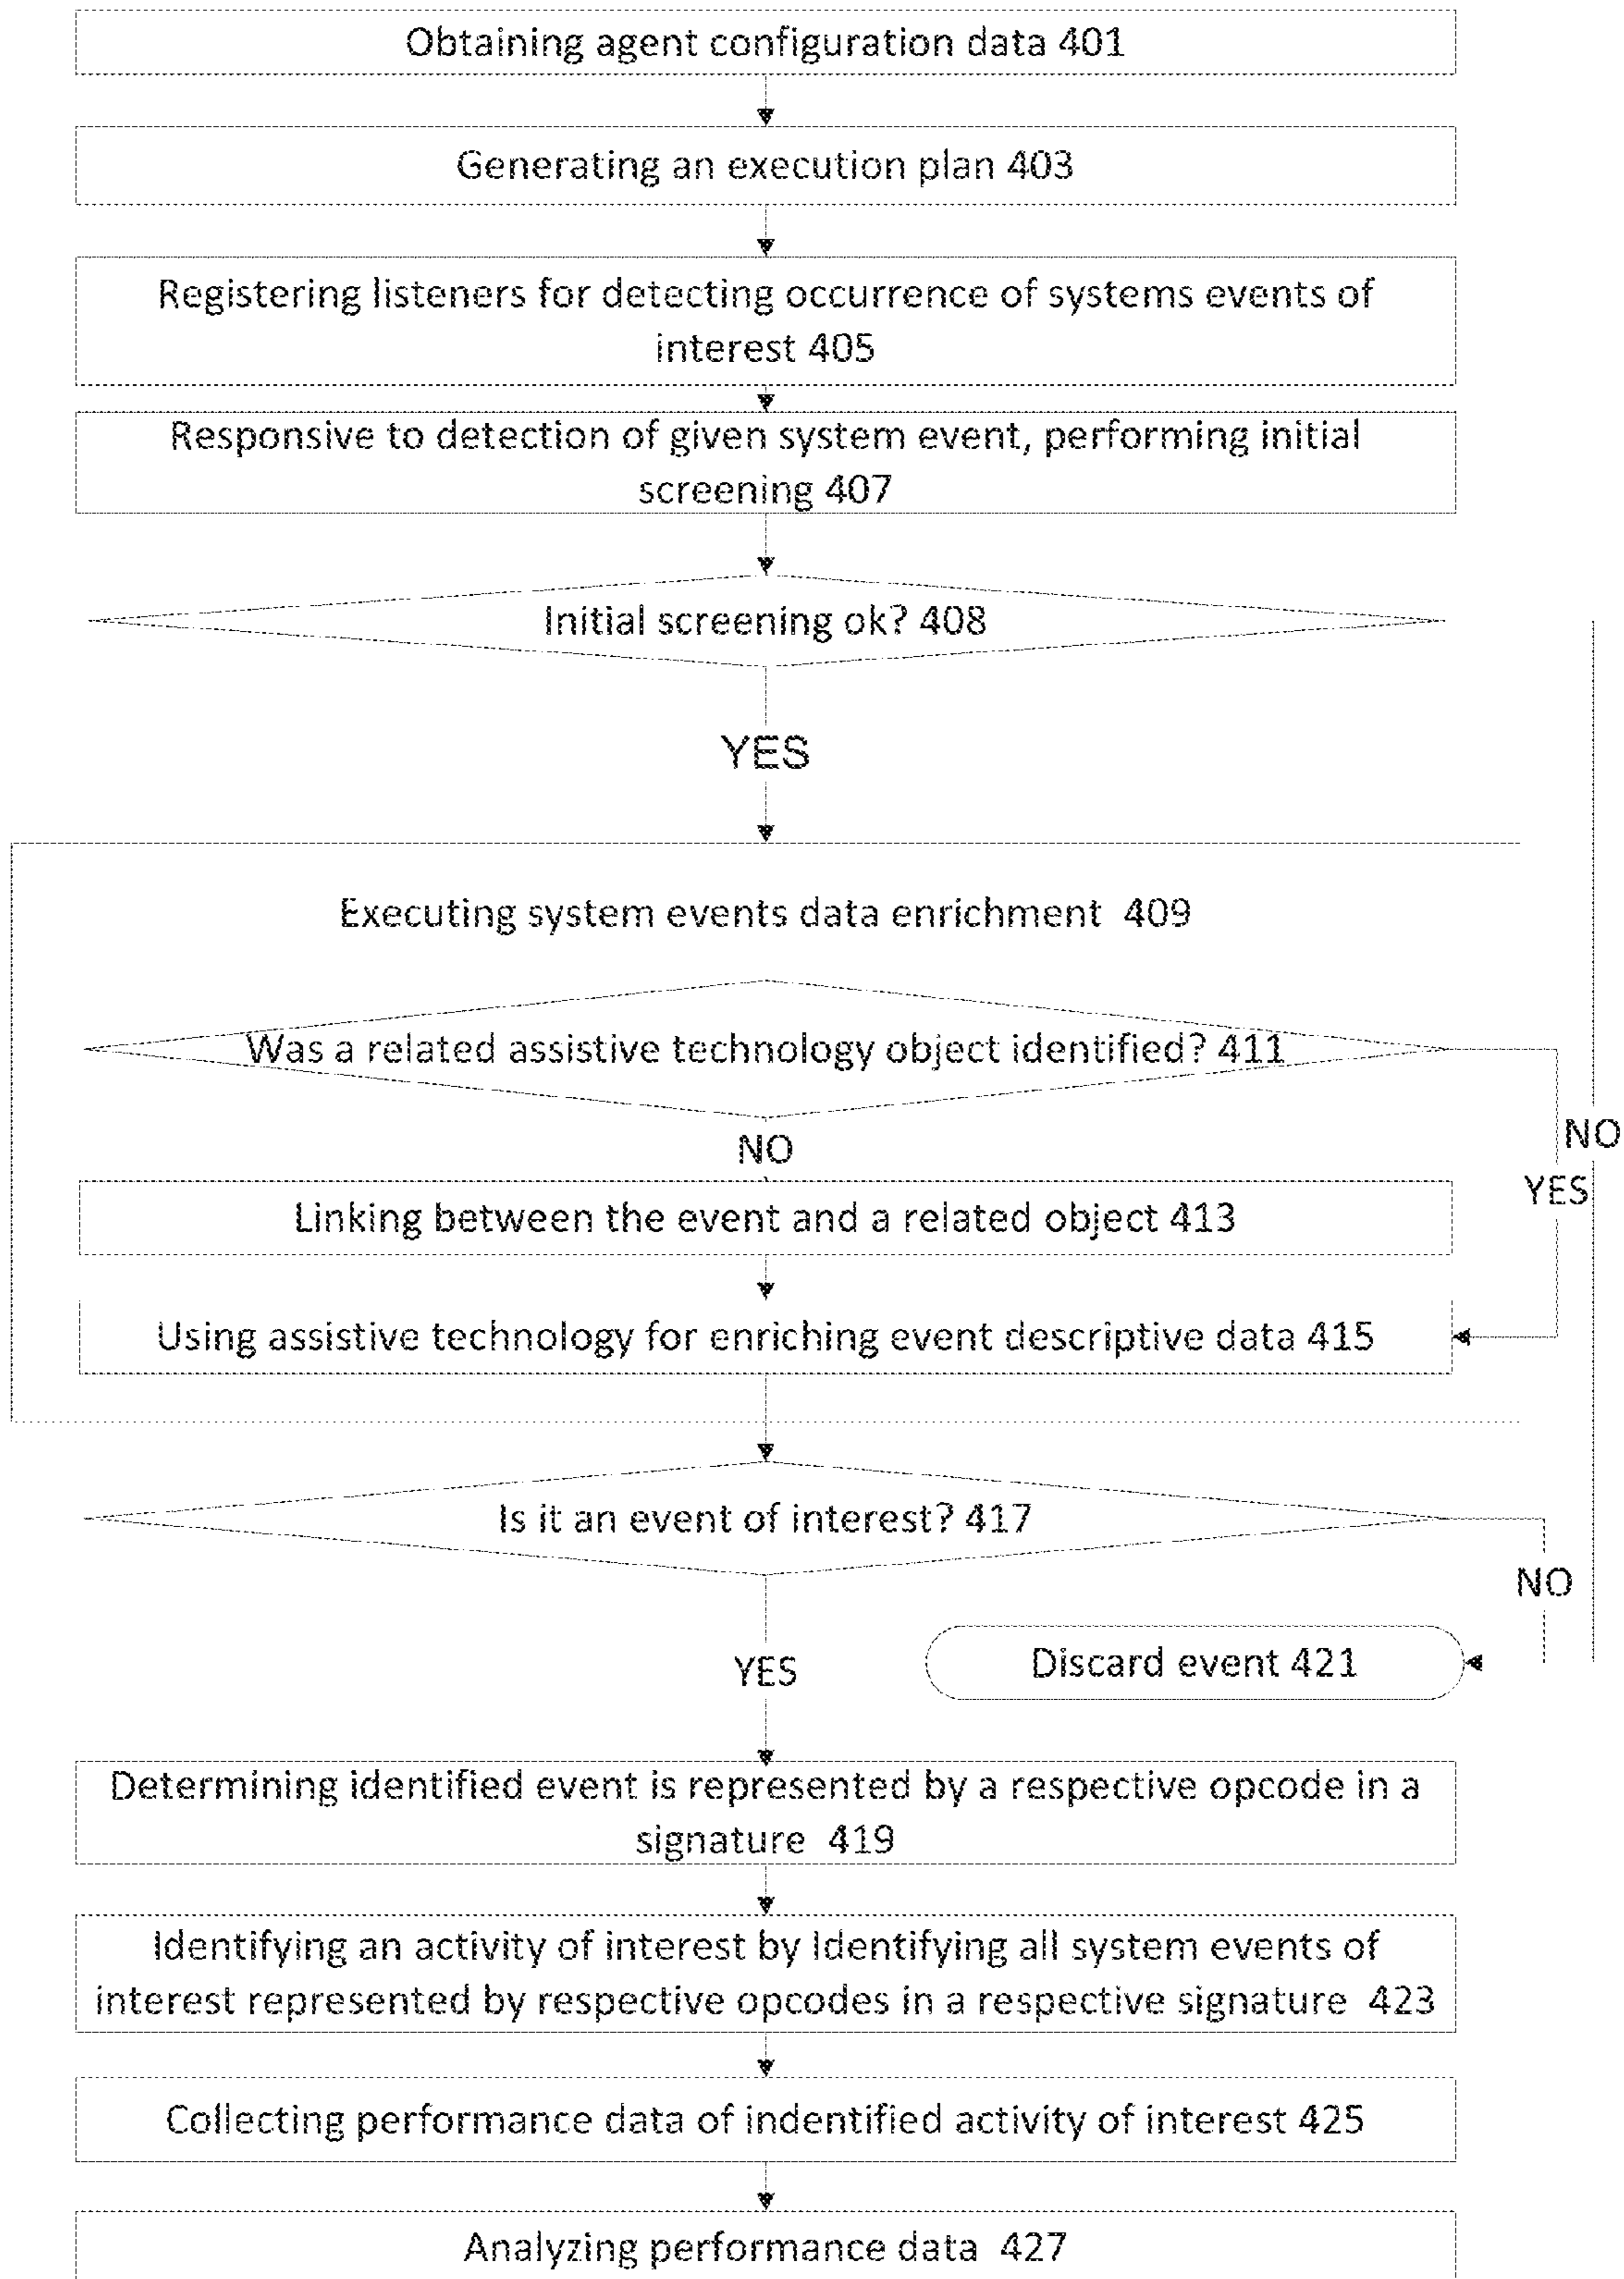 Obtaining agent configuration data 401
Generating an execution plan 403
Registering listeners for detecting occurrence of systems events of
interest 405
Responsive to detection of given system event, performing initial
screening 407
Initial screening ok? 408
YES
Executing system events data enrichment 409
Was a related assistive technology object identified? 411
NO
NO
YES
Linking between the event and a related object 413
Using assistive technology for enriching event descriptive data 415
Is it an event of interest? 417
NO
YES
Discard event 421
Determining identified event is represented by a respective opcode in a
signature 419
Identifying an activity of interest by Identifying all system events of
interest represented by respective opcodes in a respective signature 423
Collecting performance data of indentified activity of interest 425
Analyzing performance data 427